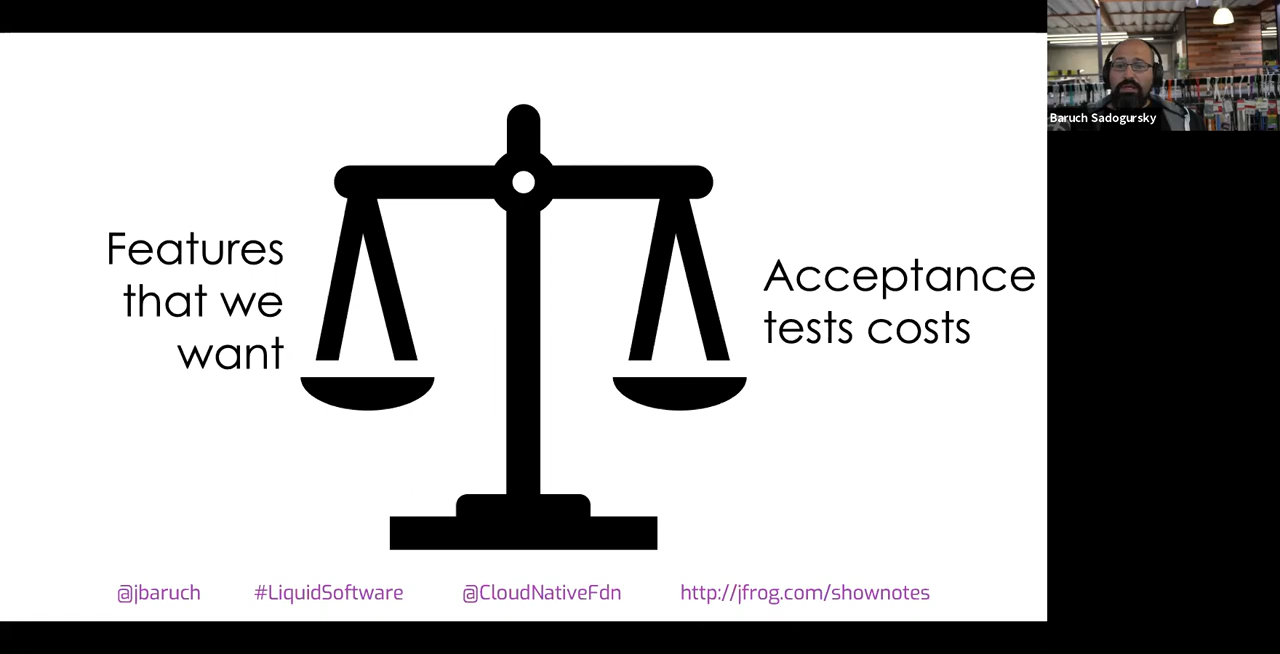 Features
that we
want
Acceptance
tests costs
@jbaruch
#LiquidSoftware
@CloudNativeFdn
http://jfrog.com/shownotes
Baruch Sadogursky